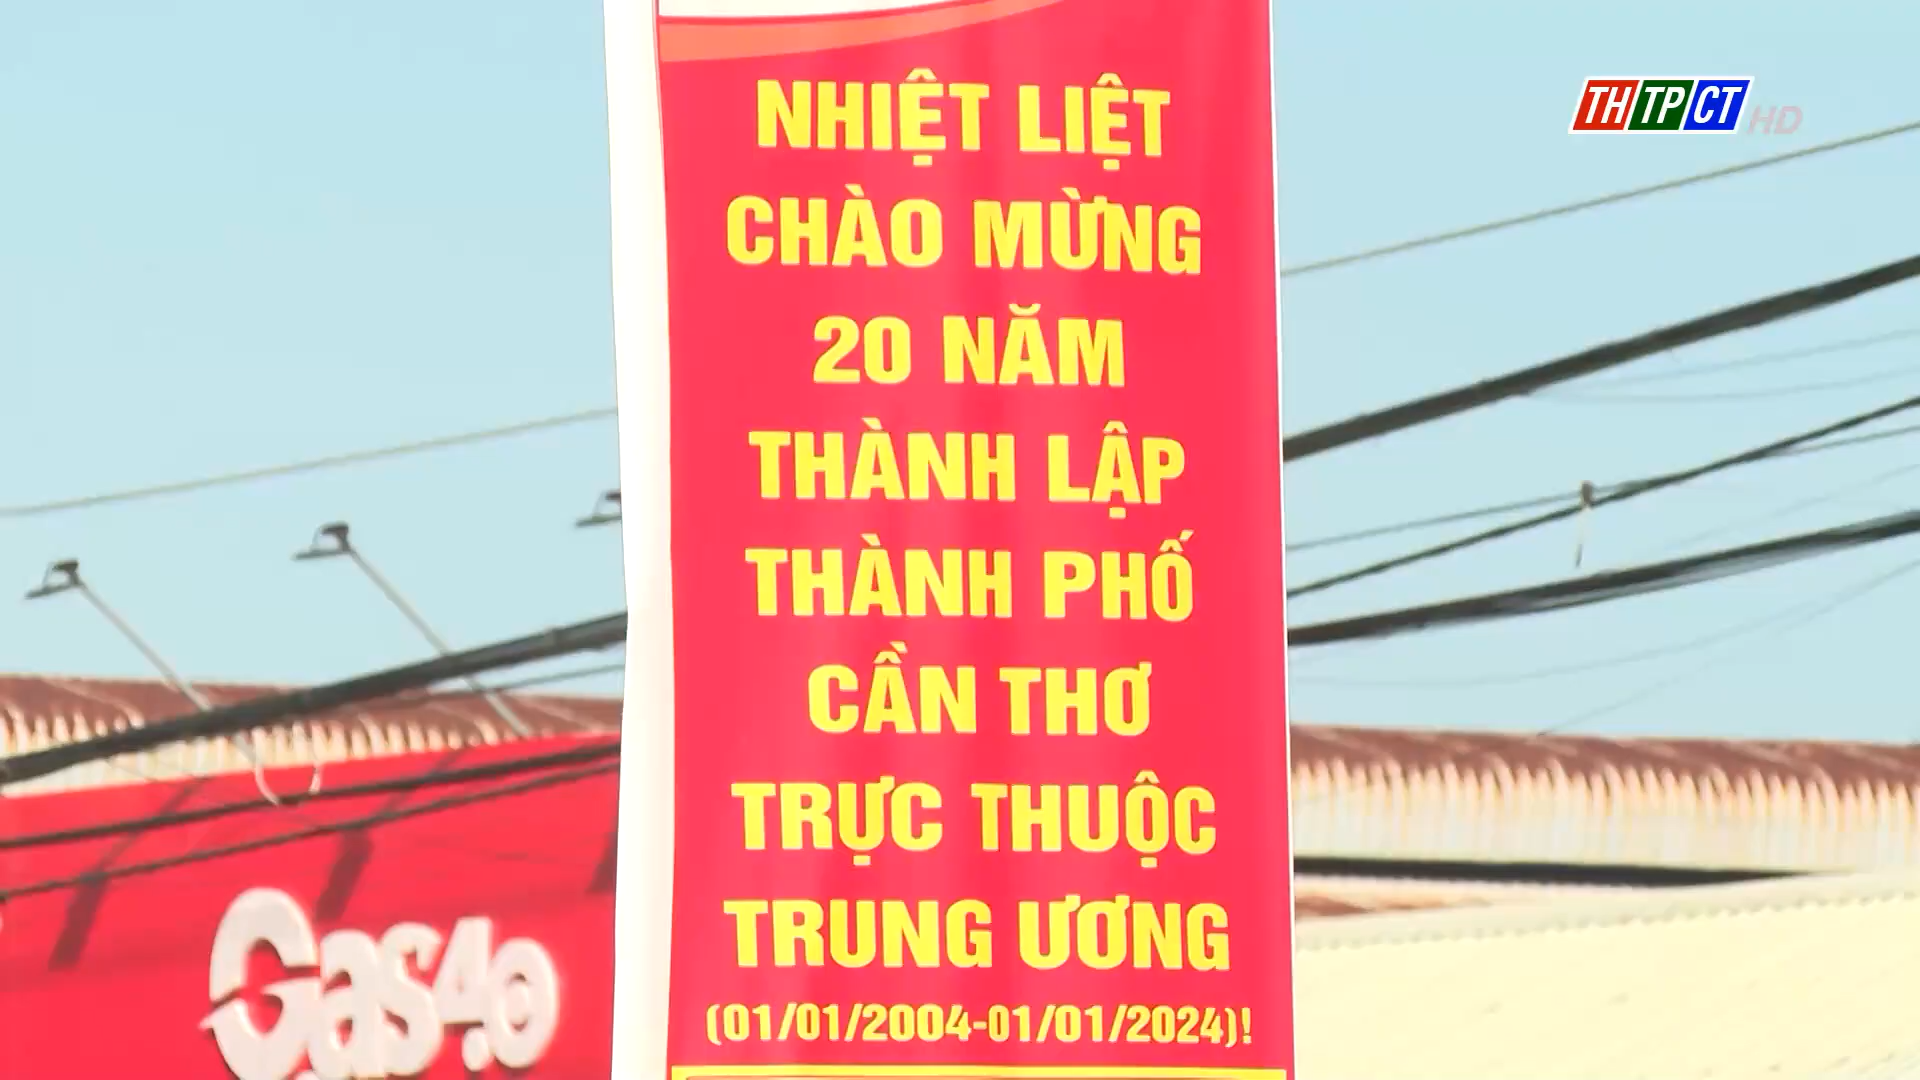 THTPCT HD
NHIỆT LIỆT
CHÀO MỪNG
20 NĂM
THÀNH LẬP
THÀNH PHỐ
CẦN THƠ
TRỰC THUỘC
TRUNG ƯƠNG
(01/01/2004-01/01/2024)!
Gas4.0